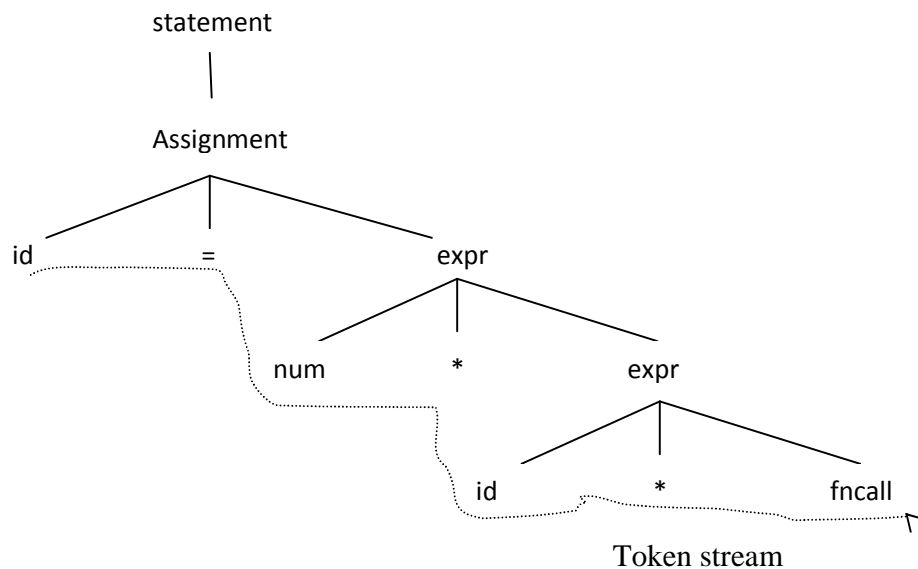 statement
Assignment
id = expr
num * expr
id * fncall
Token stream